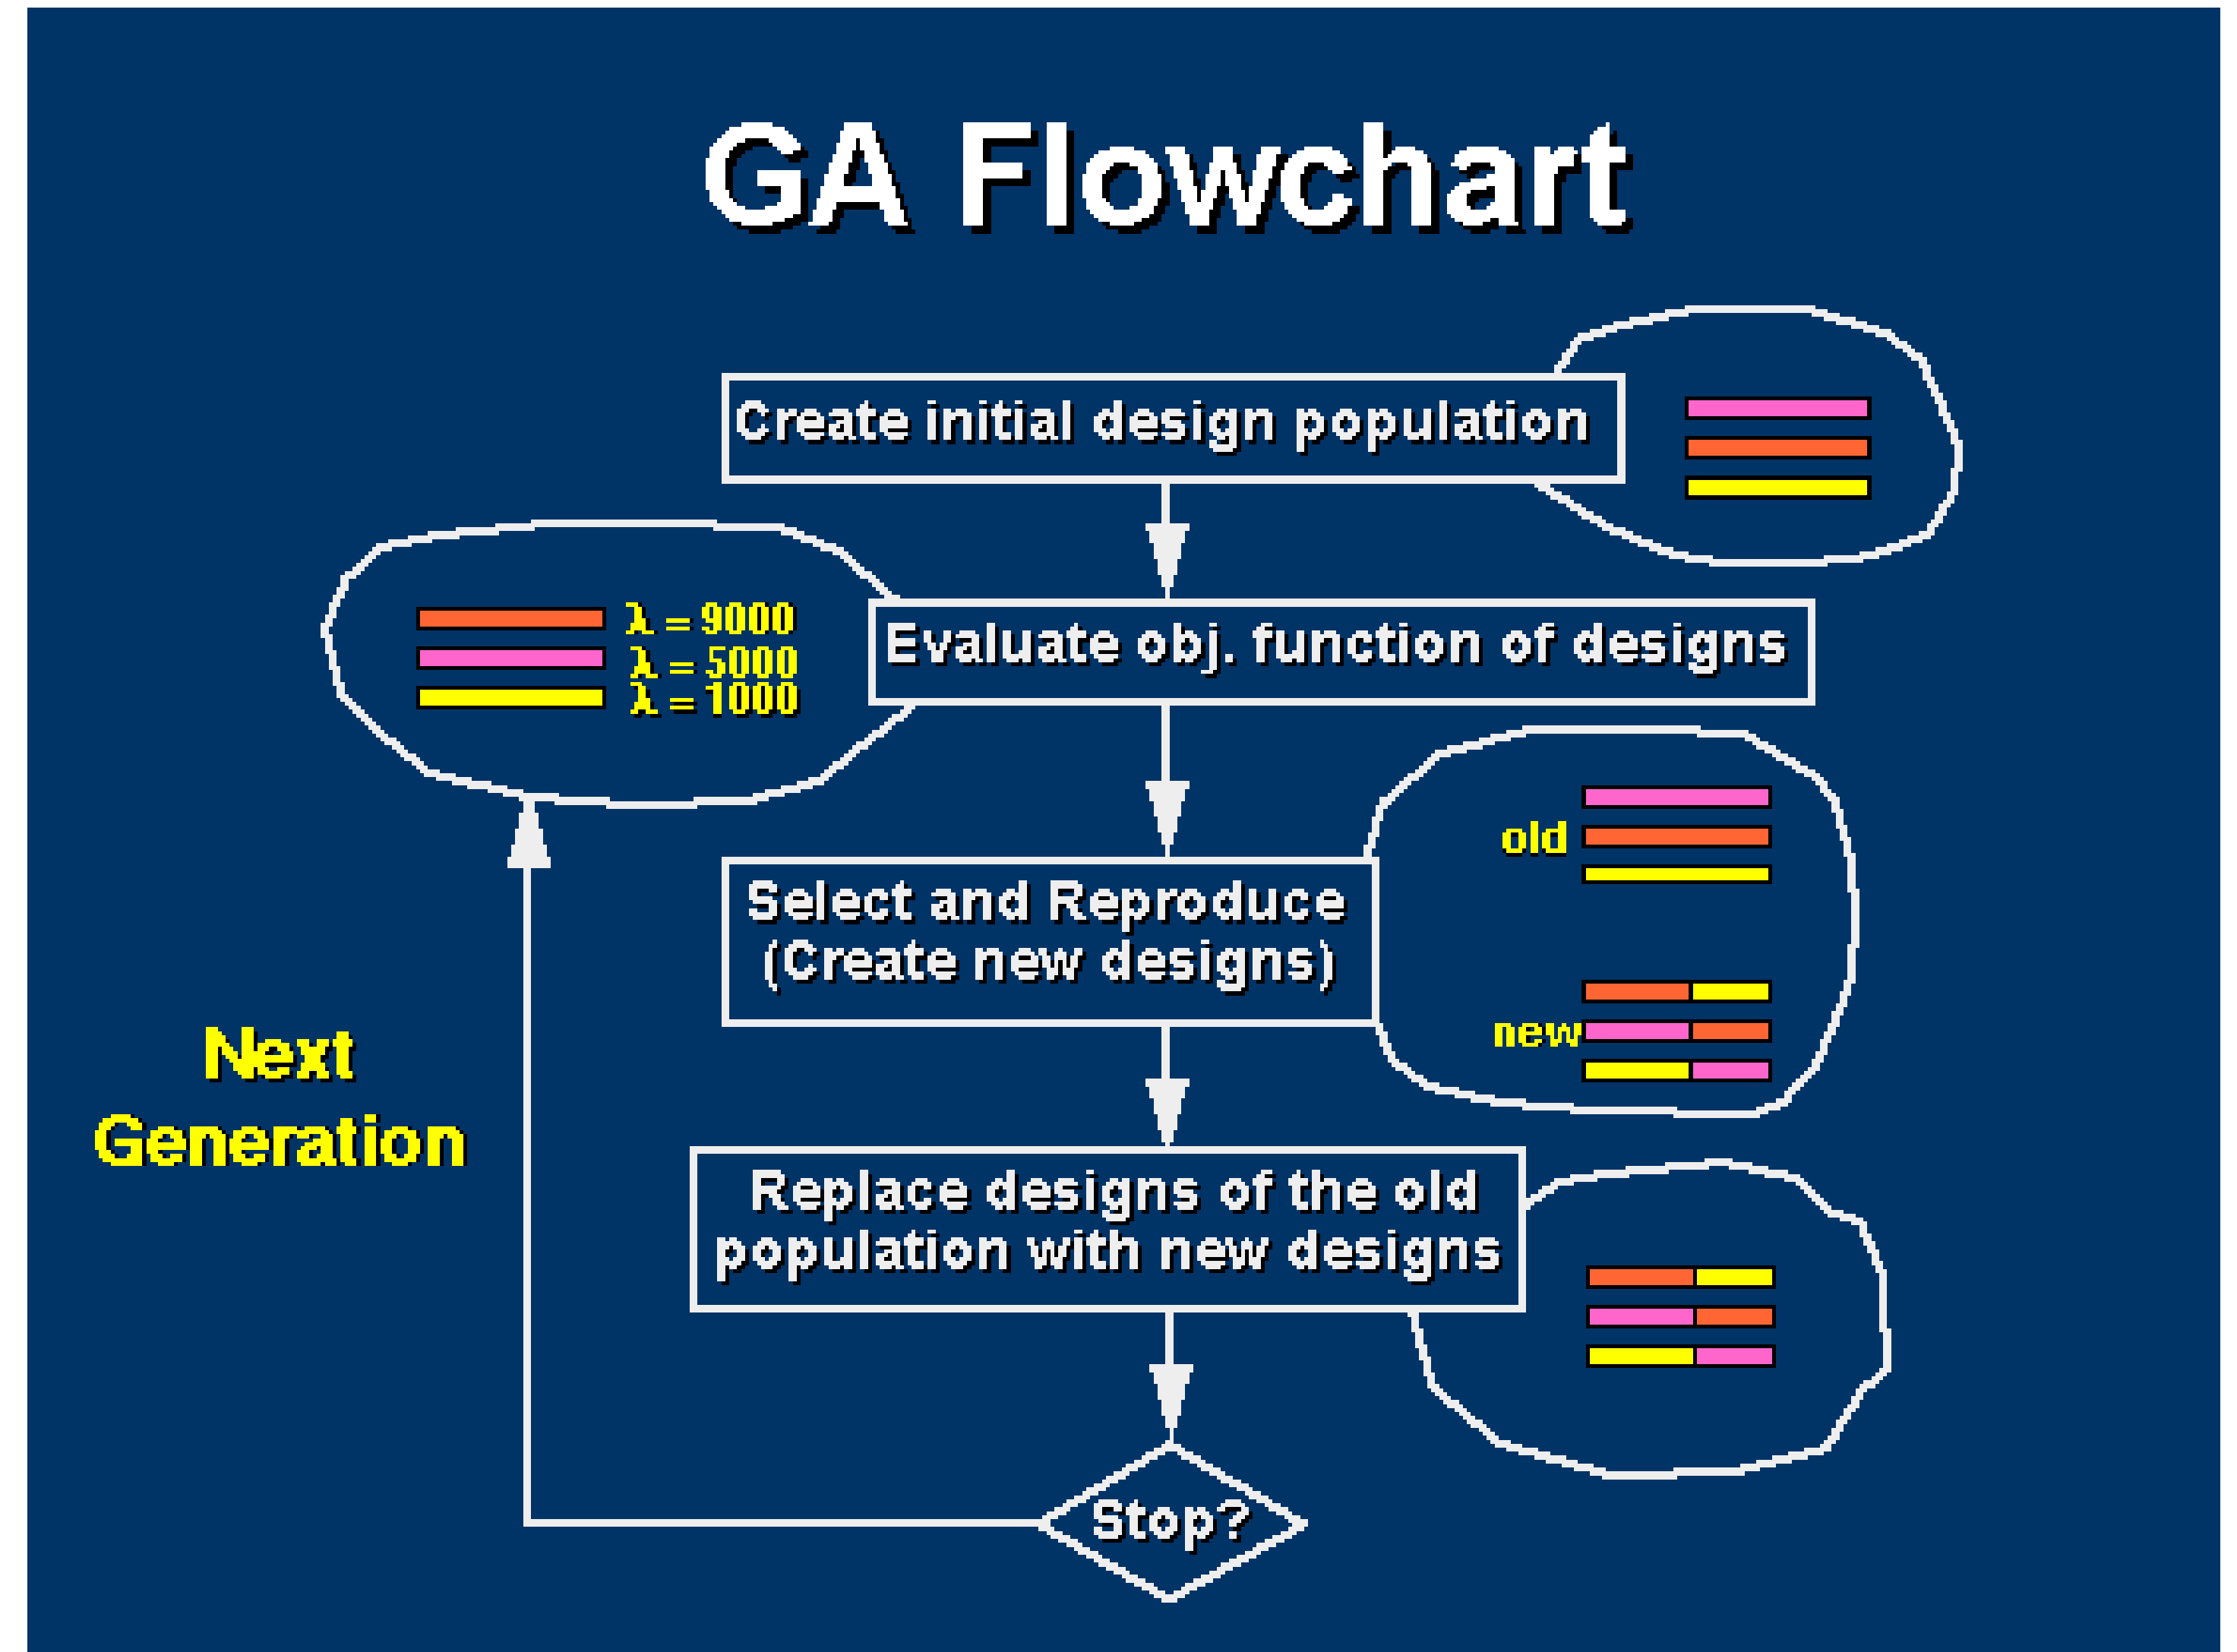 GA Flowchart
Create initial design population
λ = 9000
λ = 5000
λ = 1000
Evaluate obj. function of designs
old
Select and Reproduce
(Create new designs)
new
Next
Generation
Replace designs of the old
population with new designs
Stop?